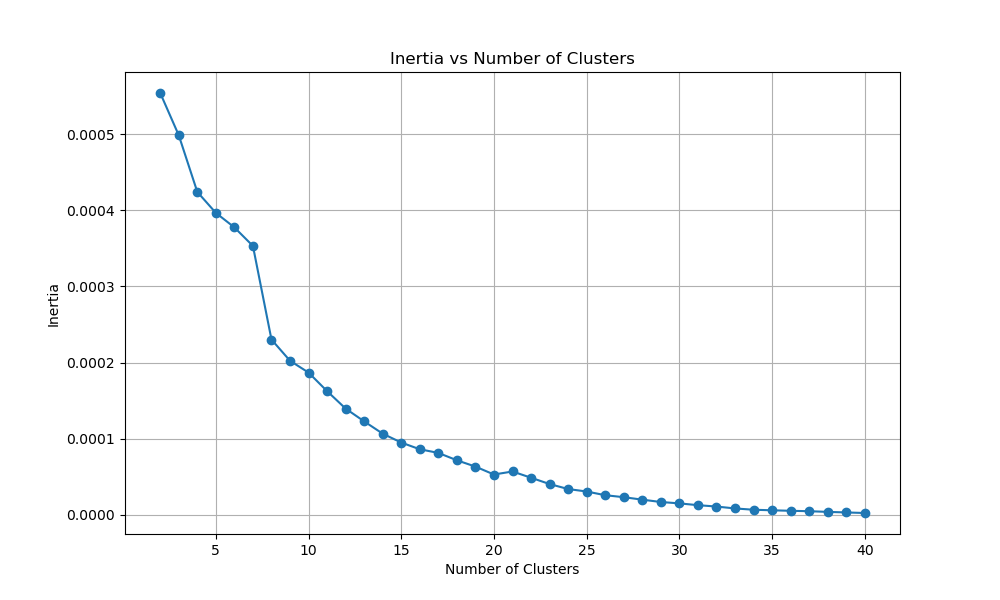 Inertia vs Number of Clusters
Inertia
0.0005
0.0004
0.0003
0.0002
0.0001
0.0000
5 10 15 20 25 30 35 40
Number of Clusters